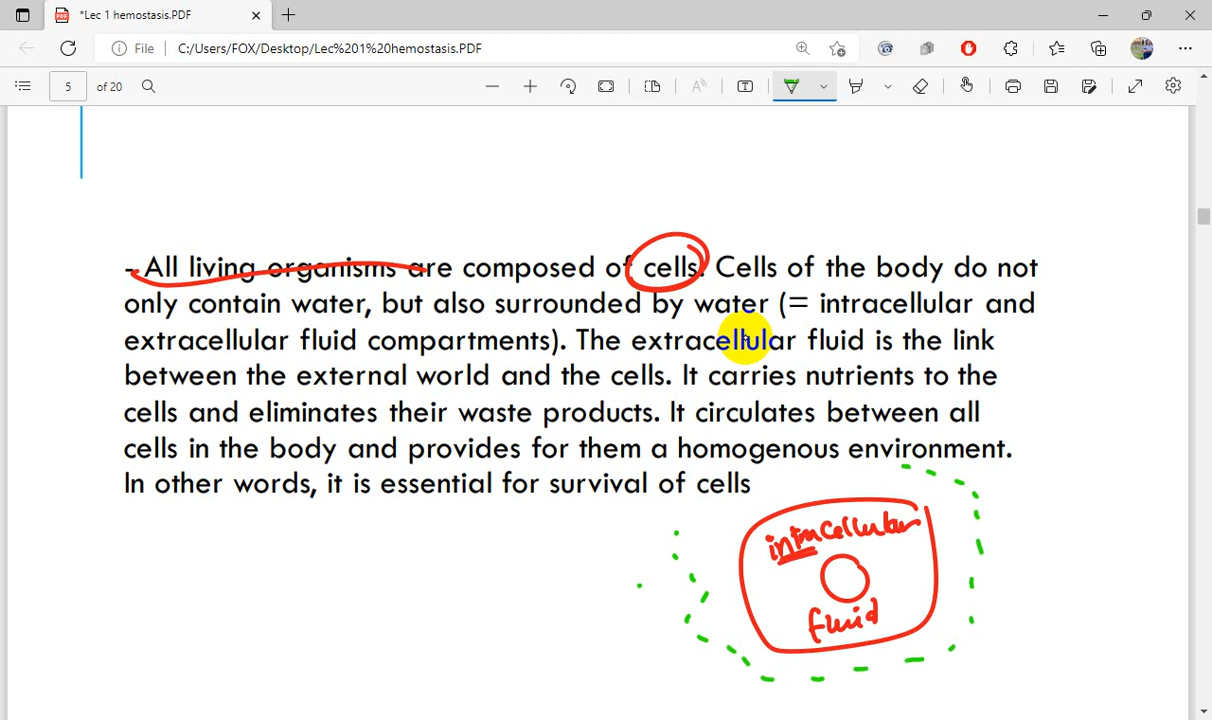 *Lec 1 hemostasis.PDF
File C:/Users/FOX/Desktop/Lec%201%20hemostasis.PDF
5 of 20
- All living organisms are composed of cells. Cells of the body do not
only contain water, but also surrounded by water (= intracellular and
extracellular fluid compartments). The extracellular fluid is the link
between the external world and the cells. It carries nutrients to the
cells and eliminates their waste products. It circulates between all
cells in the body and provides for them a homogenous environment.
In other words, it is essential for survival of cells
intracellular
fluid